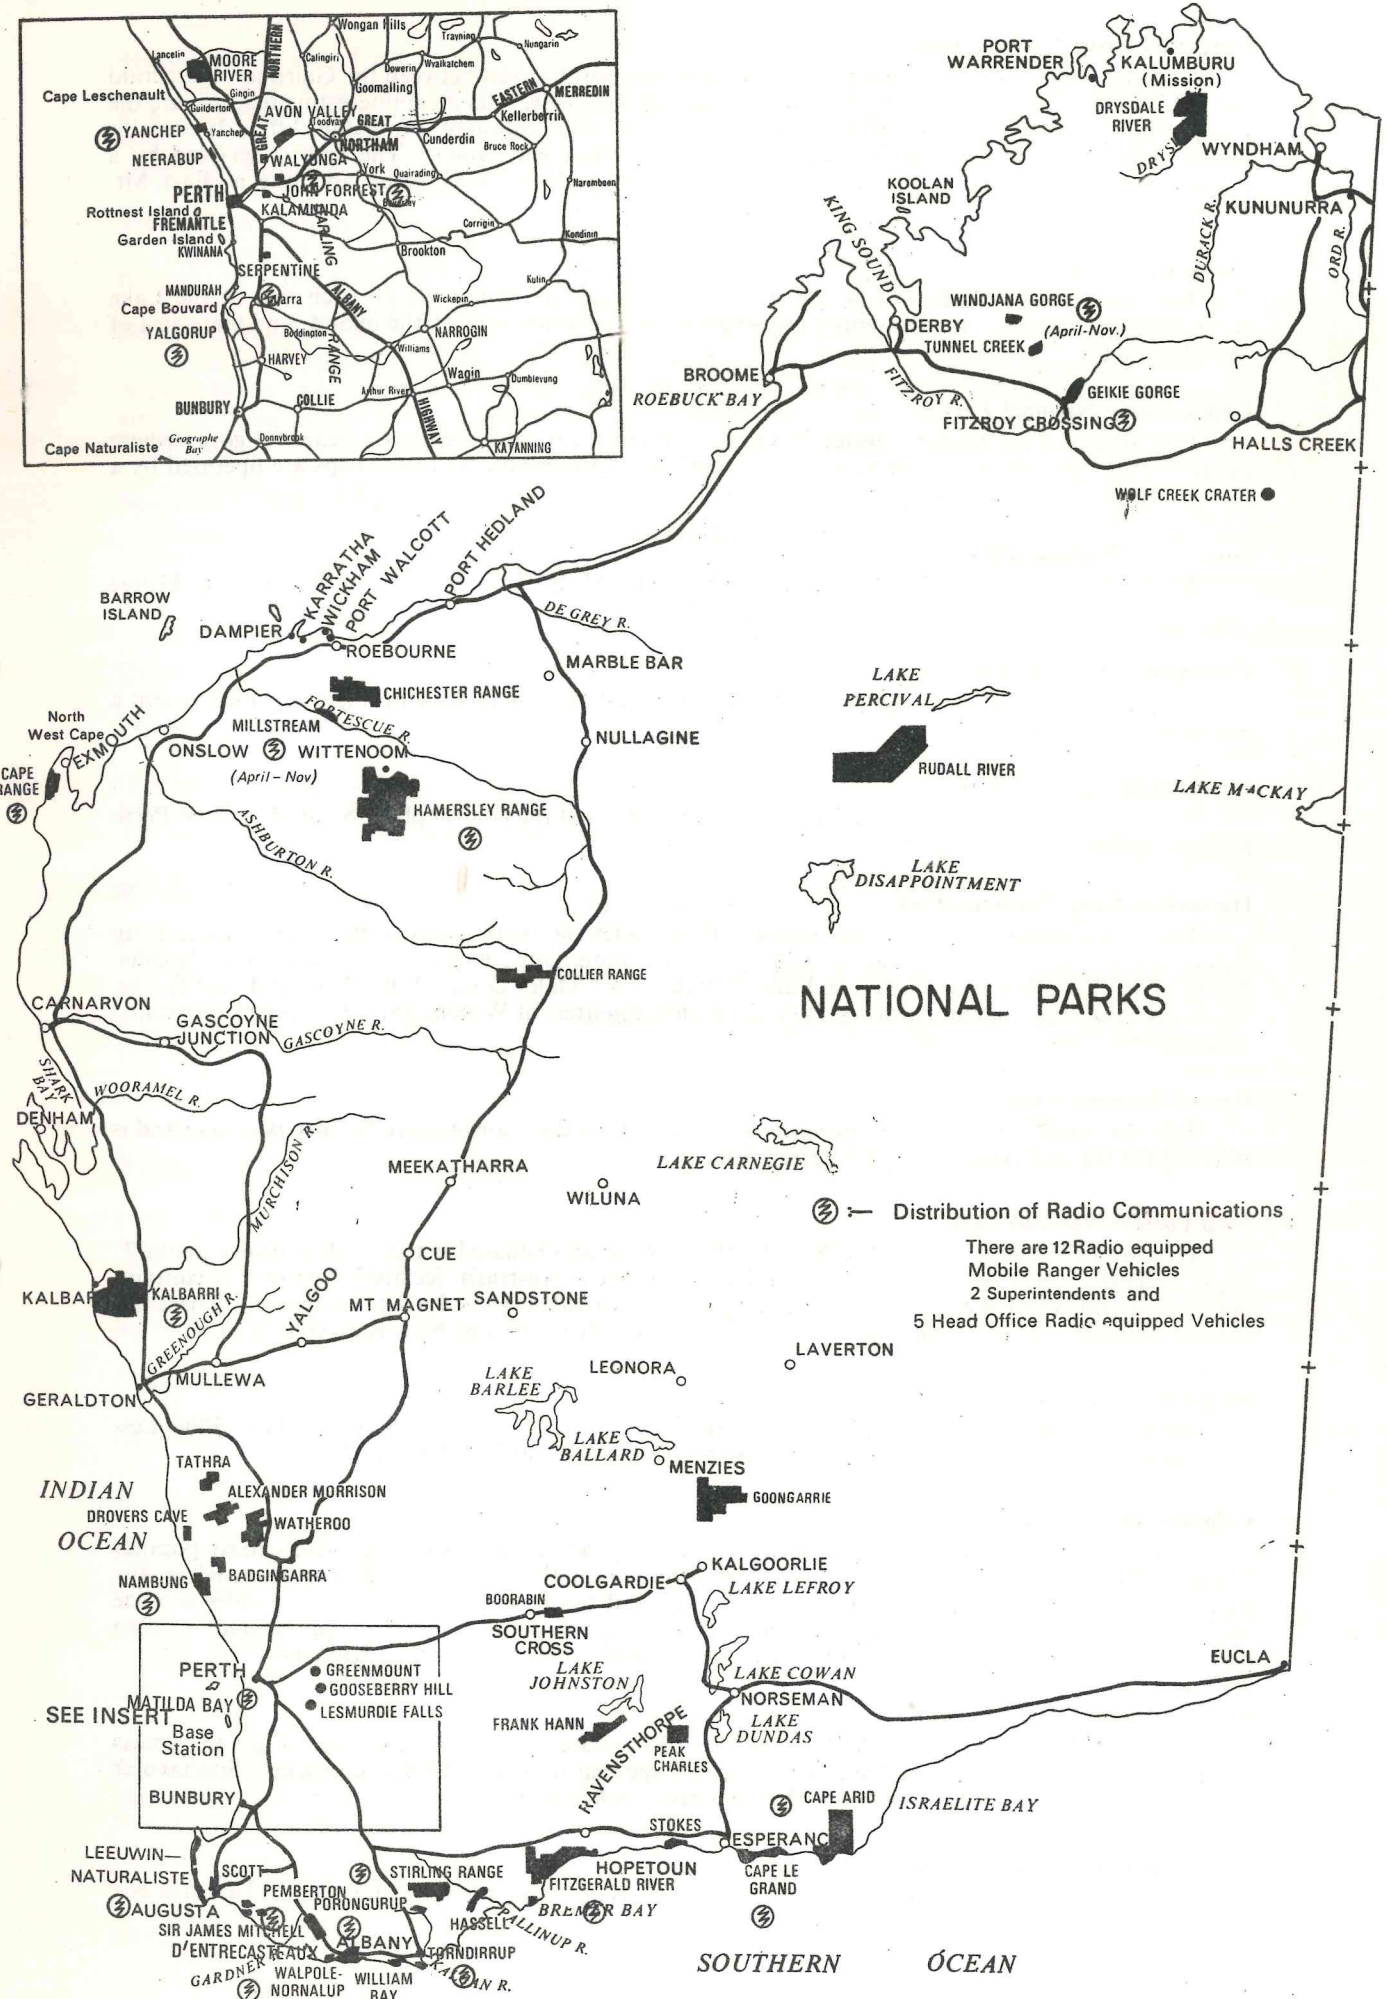 Wongan Hills
Trayning
Nungarin
NORTHERN
Lancelin
MOORE
RIVER
Calingiri
Dowerin
Wyalkatchem
Goomalling
EASTERN
MERREDIN
Cape Leschenault
Gingin
Guilderton
AVON VALLEY
Toodyay
GREAT
GREAT
Kellerberrin
YANCHEP
Yanchep
NORTHAM
Cunderdin
Bruce Rock
NEERABUP
WALYUNGA
York
Quairading
Narembeen
PERTH
JOHN FORREST
Beverley
Rottnest Island
KALAMUNDA
FREMANTLE
DARLING
Corrigin
Kondinin
Garden Island
KWINANA
Brookton
SERPENTINE
Kulin
MANDURAH
Pinjarra
ALBANY
Wickepin
Cape Bouvard
YALGORUP
Boddington
RANGE
NARROGIN
Williams
HARVEY
Wagin
Dumbleyung
Arthur River
COLLIE
BUNBURY
HIGHWAY
Geographe
Bay
Donnybrook
KATANNING
Cape Naturaliste
PORT
WARRENDER
KALUMBURU
(Mission)
DRYSDALE
RIVER
WYNDHAM
KOOLAN
ISLAND
KUNUNURRA
KING SOUND
DURACK R.
ORD R.
WINDJANA GORGE
(April-Nov.)
DERBY
TUNNEL CREEK
BROOME
ROEBUCK BAY
FITZROY R.
GEIKIE GORGE
FITZROY CROSSING
HALLS CREEK
WOLF CREEK CRATER
BARROW
ISLAND
KARRATHA
WICKHAM
PORT WALCOTT
PORT HEDLAND
DAMPIER
ROEBOURNE
DE GREY R.
MARBLE BAR
CHICHESTER RANGE
LAKE
PERCIVAL
North
West Cape
EXMOUTH
MILLSTREAM
FORTESCUE R.
ONSLOW
WITTENOOM
(April – Nov)
NULLAGINE
RUDALL RIVER
CAPE
RANGE
HAMERSLEY RANGE
LAKE MACKAY
ASHBURTON R.
LAKE
DISAPPOINTMENT
COLLIER RANGE
NATIONAL PARKS
CARNARVON
GASCOYNE
JUNCTION
GASCOYNE R.
SHARK
BAY
WOORAMEL R.
DENHAM
MURCHISON R.
MEEKATHARRA
WILUNA
LAKE CARNEGIE
:— Distribution of Radio Communications
There are 12 Radio equipped
Mobile Ranger Vehicles
2 Superintendents and
5 Head Office Radio equipped Vehicles
CUE
KALBAR
KALBARRI
GREENOUGH R.
YALGOO
MT MAGNET
SANDSTONE
MULLEWA
LEONORA
LAVERTON
GERALDTON
LAKE
BARLEE
LAKE
BALLARD
MENZIES
TATHRA
INDIAN
OCEAN
ALEXANDER MORRISON
GOONGARRIE
DROVERS CAVE
WATHEROO
NAMBUNG
BADGINGARRA
COOLGARDIE
KALGOORLIE
LAKE LEFROY
BOORABIN
SOUTHERN
CROSS
EUCLA
PERTH
GREENMOUNT
GOOSEBERRY HILL
LESMURDIE FALLS
LAKE
JOHNSTON
LAKE COWAN
NORSEMAN
MATILDA BAY
SEE INSERT
Base
Station
FRANK HANN
RAVENSTHORPE
PEAK
CHARLES
LAKE
DUNDAS
BUNBURY
CAPE ARID
ISRAELITE BAY
STOKES
ESPERANC
LEEUWIN—
NATURALISTE
SCOTT
STIRLING RANGE
HOPETOUN
FITZGERALD RIVER
CAPE LE
GRAND
AUGUSTA
PEMBERTON
PORONGURUP
HASSELL
BREMER BAY
SIR JAMES MITCHELL
PALLINUP R.
D'ENTRECASTEAUX
ALBANY
TORNDIRRUP
GARDNER
WALPOLE-
NORNALUP
WILLIAM
BAY
SOUTHERN OCEAN